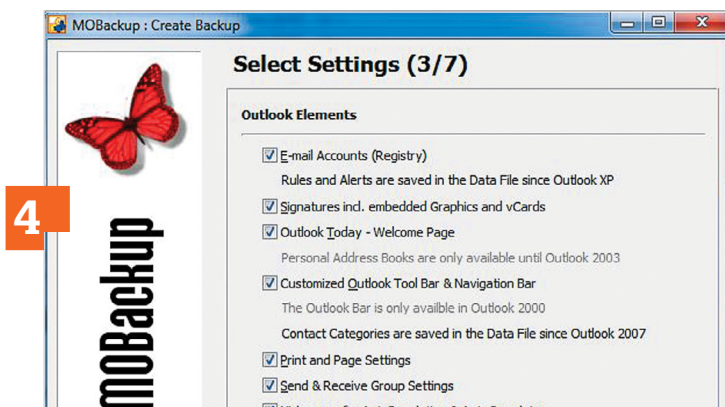 MOBackup : Create Backup
Select Settings (3/7)
Outlook Elements
E-mail Accounts (Registry)
Rules and Alerts are saved in the Data File since Outlook XP
4
Signatures incl. embedded Graphics and vCards
Outlook Today - Welcome Page
Personal Address Books are only available until Outlook 2003
Customized Outlook Tool Bar & Navigation Bar
The Outlook Bar is only availble in Outlook 2000
Contact Categories are saved in the Data File since Outlook 2007
Print and Page Settings
Send & Receive Group Settings
MOBackup